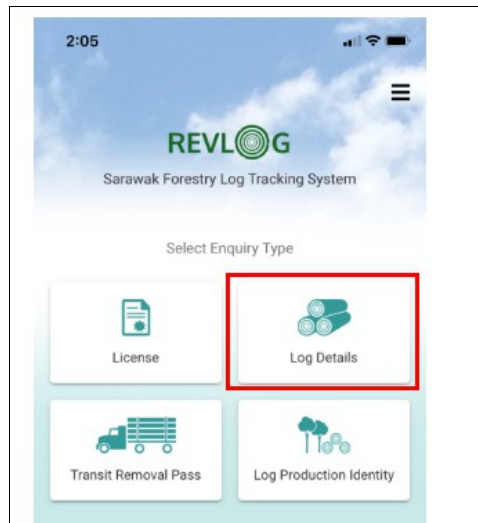 2:05
REVLOG
Sarawak Forestry Log Tracking System
Select Enquiry Type
License
Log Details
Transit Removal Pass
Log Production Identity